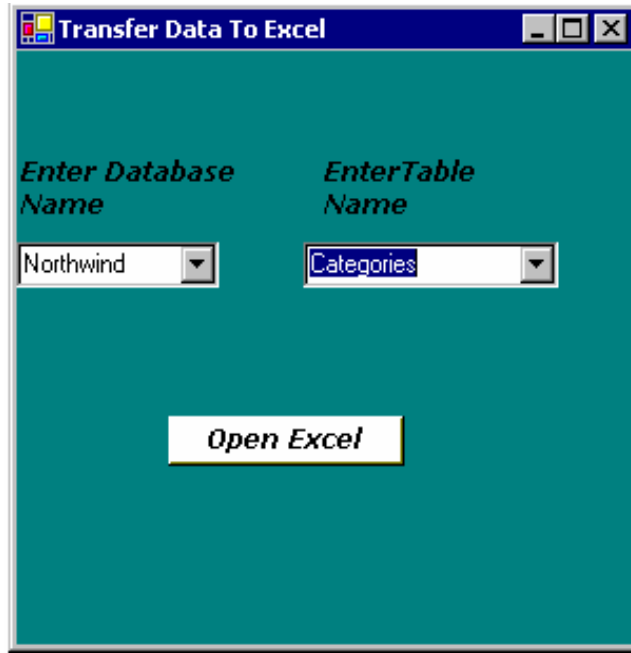 Transfer Data To Excel
Enter Database
Name
EnterTable
Name
Northwind
Categories
Open Excel